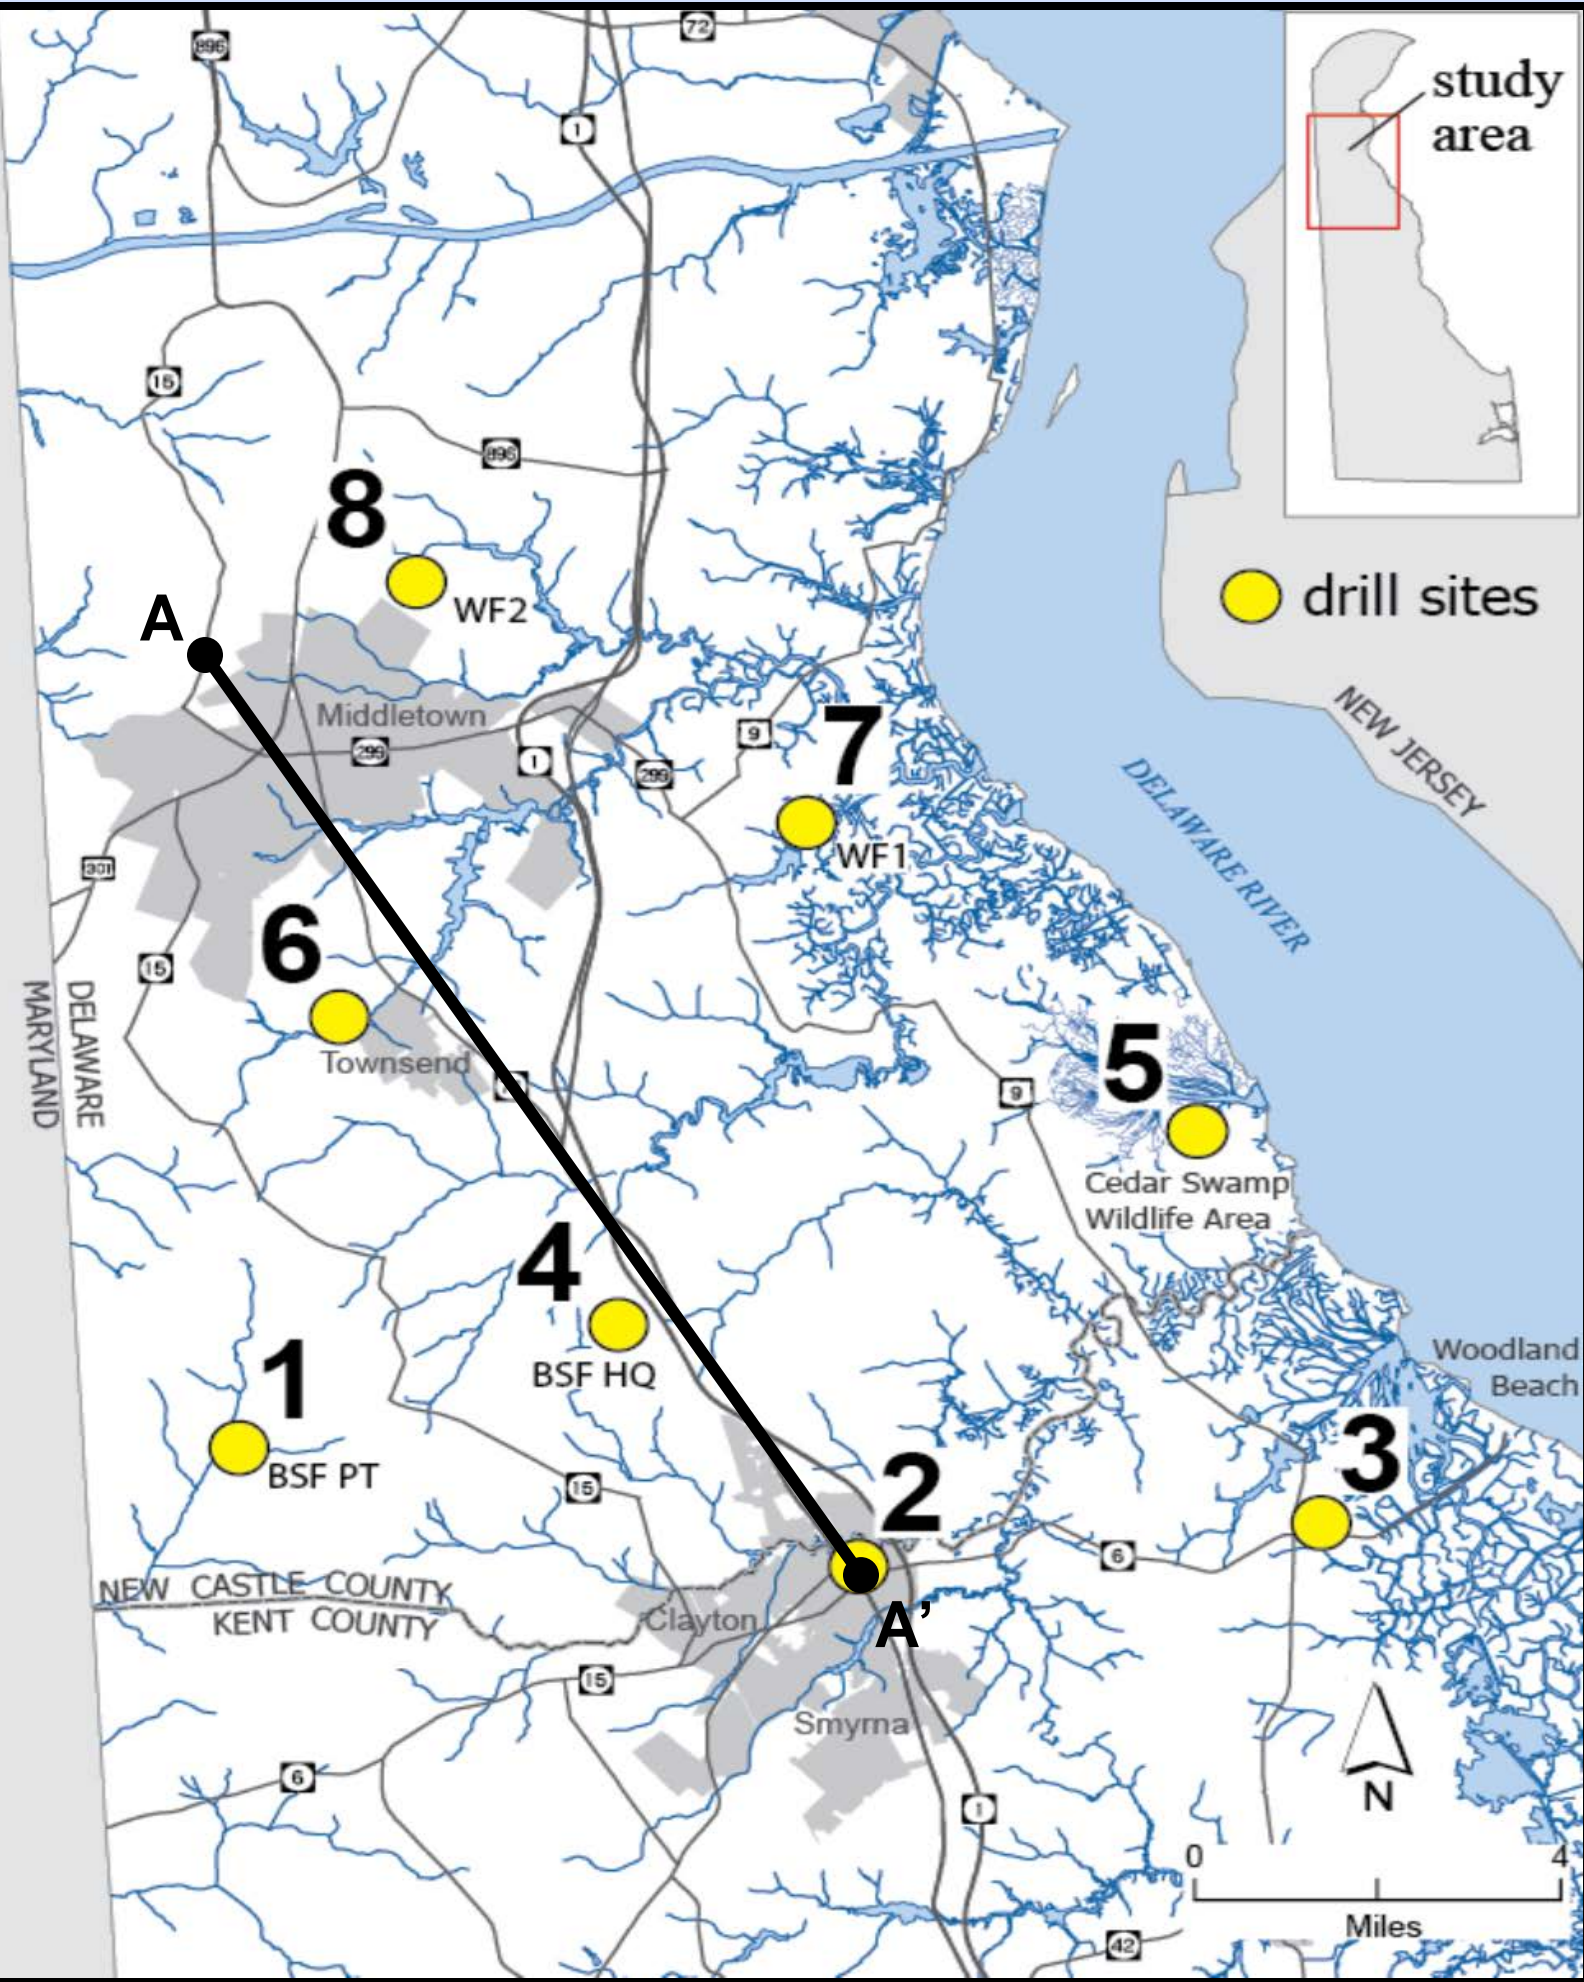 896
72
study
area
1
15
896
8
WF2
drill sites
A
Middletown
299
9
7
NEW JERSEY
1
299
DELAWARE RIVER
WF1
301
6
15
DELAWARE
MARYLAND
Townsend
9
5
Cedar Swamp
Wildlife Area
4
BSF HQ
1
BSF PT
Woodland
Beach
3
2
15
6
NEW CASTLE COUNTY
KENT COUNTY
Clayton
A’
15
Smyrna
6
N
1
0
4
Miles
42